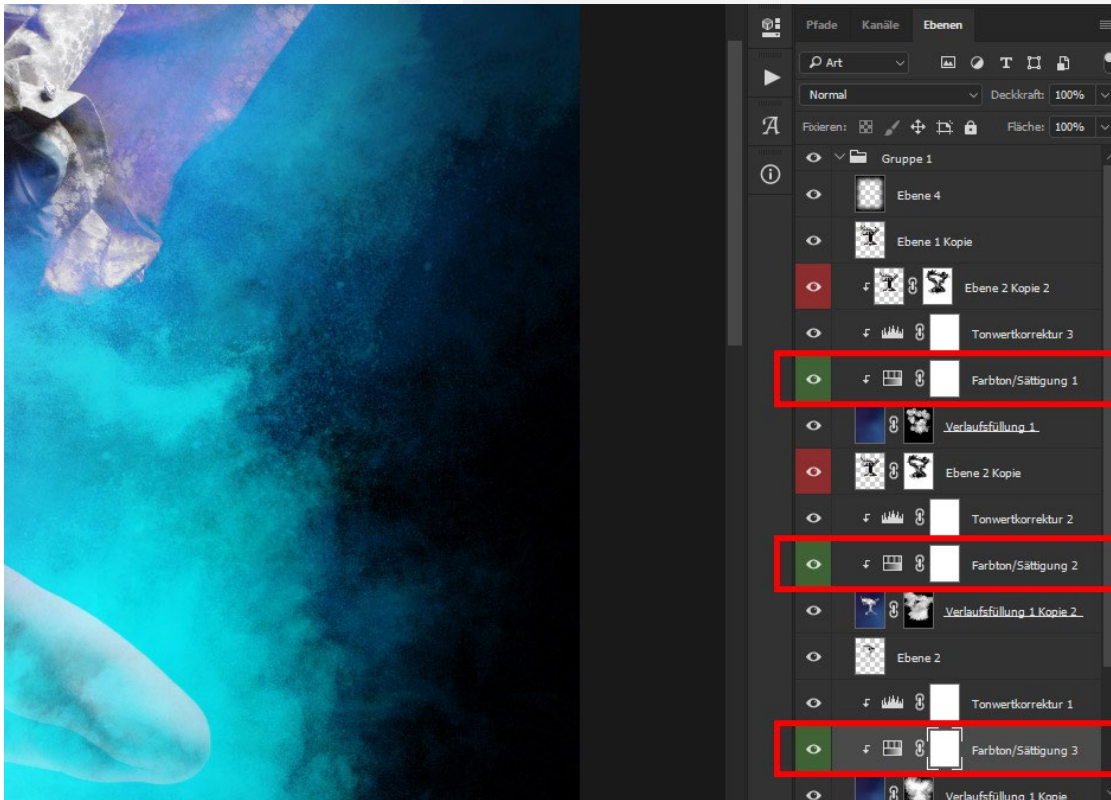 Pfade Kanäle Ebenen
Art
Normal Deckkraft: 100%
Fixieren: Fläche: 100%
Gruppe 1
Ebene 4
Ebene 1 Kopie
Ebene 2 Kopie 2
Tonwertkorrektur 3
Farbton/Sättigung 1
Verlaufsfüllung 1
Ebene 2 Kopie
Tonwertkorrektur 2
Farbton/Sättigung 2
Verlaufsfüllung 1 Kopie 2
Ebene 2
Tonwertkorrektur 1
Farbton/Sättigung 3
Verlaufsfüllung 1 Kopie